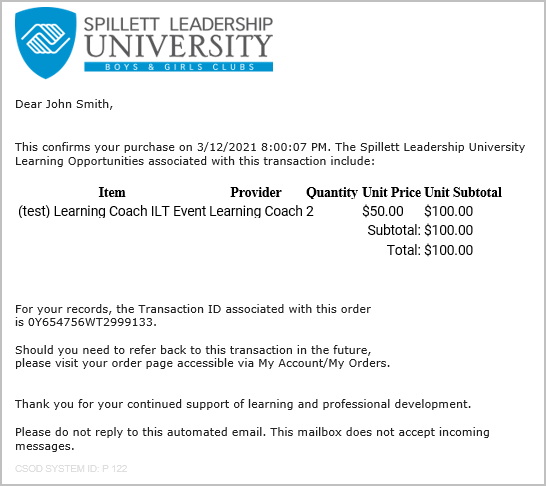 SPILLETT LEADERSHIP
UNIVERSITY
BOYS & GIRLS CLUBS
Dear John Smith,
This confirms your purchase on 3/12/2021 8:00:07 PM. The Spillett Leadership University
Learning Opportunities associated with this transaction include:
Item Provider Quantity Unit Price Unit Subtotal
(test) Learning Coach ILT Event Learning Coach 2 $50.00 $100.00
Subtotal: $100.00
Total: $100.00
For your records, the Transaction ID associated with this order
is 0Y654756WT2999133.
Should you need to refer back to this transaction in the future,
please visit your order page accessible via My Account/My Orders.
Thank you for your continued support of learning and professional development.
Please do not reply to this automated email. This mailbox does not accept incoming
messages.
CSOD SYSTEM ID: P 122